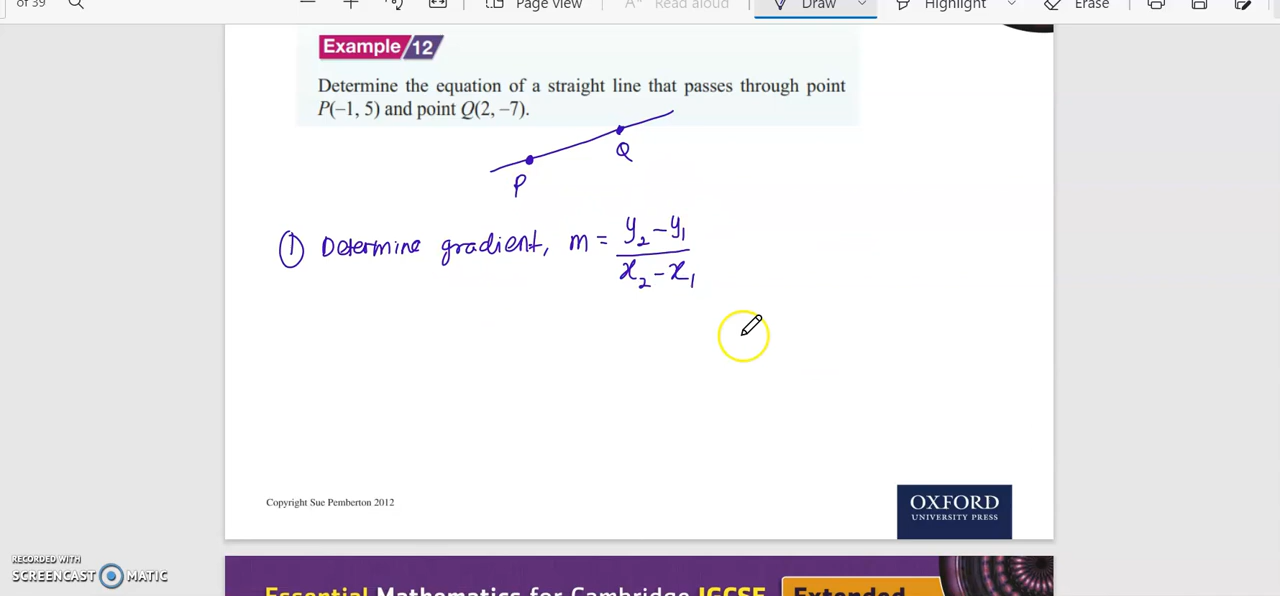 of 39
Page view
Read aloud
Draw
Highlight
Erase
Example 12
Determine the equation of a straight line that passes through point
P(−1, 5) and point Q(2, −7).
Q
P
① Determine gradient, m = y₂ − y₁ / x₂ − x₁
Copyright Sue Pemberton 2012
OXFORD
UNIVERSITY PRESS
RECORDED WITH
SCREENCAST MATIC
Essential Mathematics for Cambridge IGCSE
Extended